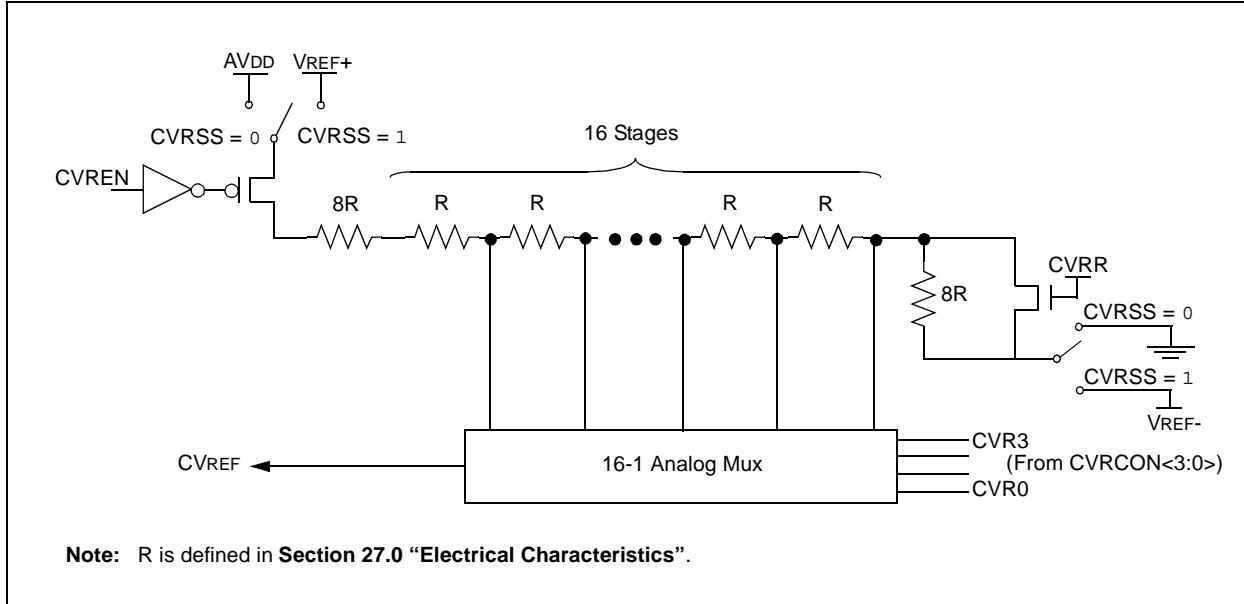 AVDD
VREF+
CVRSS = 0
CVRSS = 1
16 Stages
CVREN
8R
R
R
R
R
CVRR
8R
CVRSS = 0
CVRSS = 1
VREF-
CVREF
16-1 Analog Mux
CVR3
(From CVRCON<3:0>)
CVR0
Note: R is defined in Section 27.0 “Electrical Characteristics”.